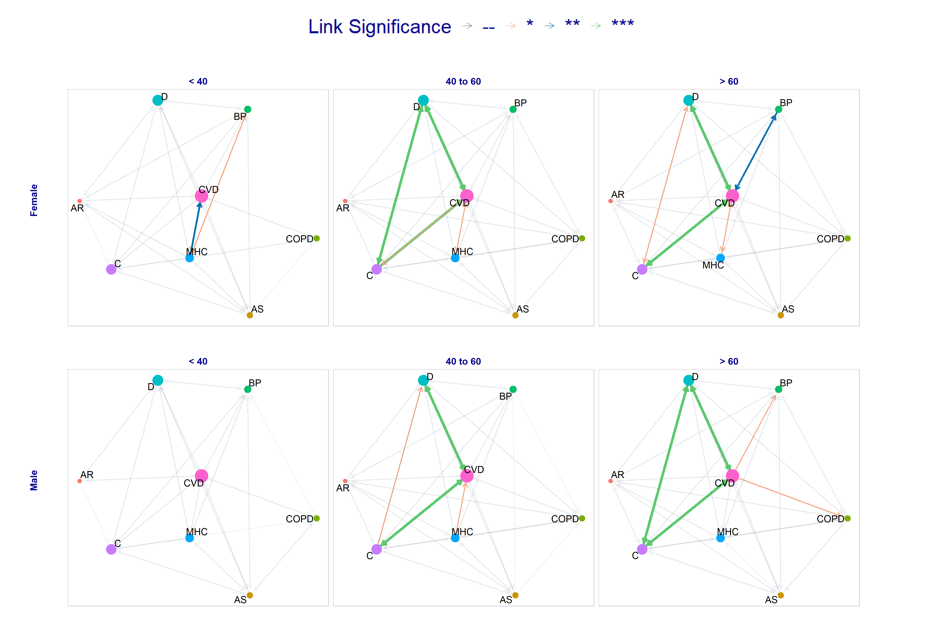 Link Significance -- * ** ***
< 40 40 to 60 > 60
Female
D BP AR CVD MHC C COPD AS
D BP AR CVD COPD MHC C AS
D BP AR CVD COPD MHC C AS
< 40 40 to 60 > 60
Male
D BP AR CVD MHC C COPD AS
D BP CVD AR COPD MHC C AS
D BP AR CVD COPD MHC C AS